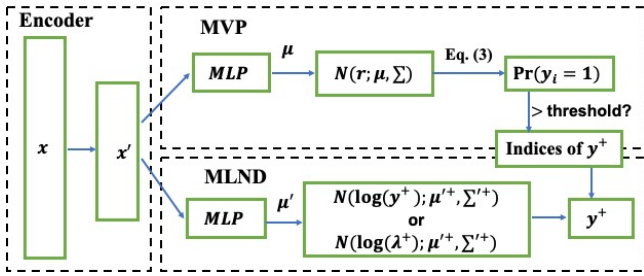 Encoder
x
x′
MVP
MLP
μ
N(r; μ, Σ)
Eq. (3)
Pr(yᵢ = 1)
> threshold?
Indices of y⁺
MLND
MLP
μ′
N(log(y⁺); μ′⁺, Σ′⁺)
or
N(log(λ⁺); μ′⁺, Σ′⁺)
y⁺